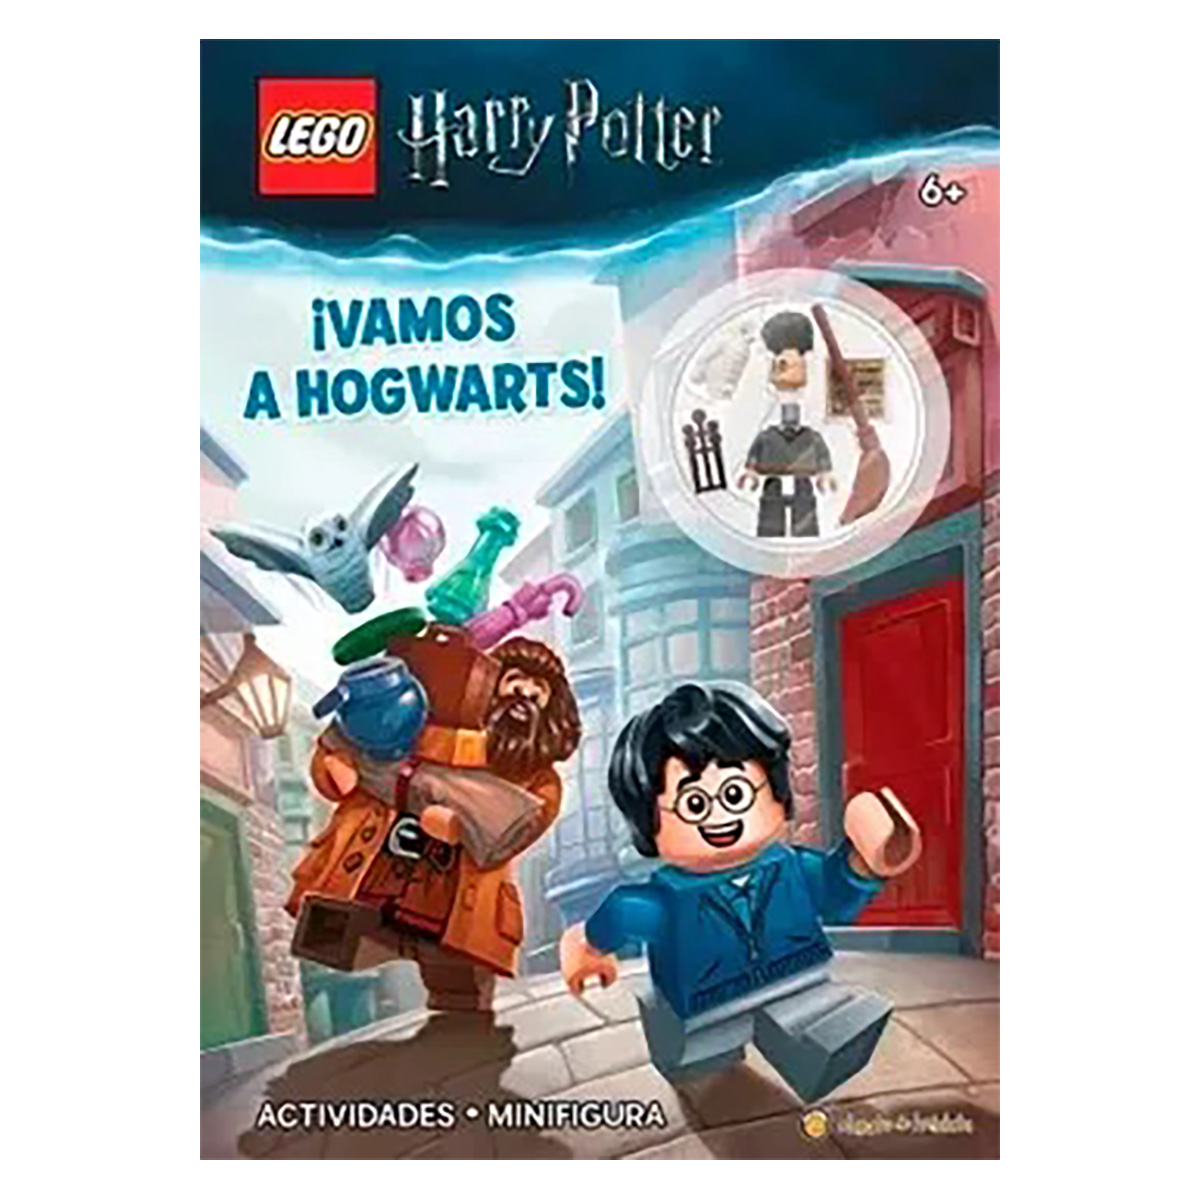 LEGO
Harry Potter
6+
¡VAMOS
A HOGWARTS!
ACTIVIDADES • MINIFIGURA